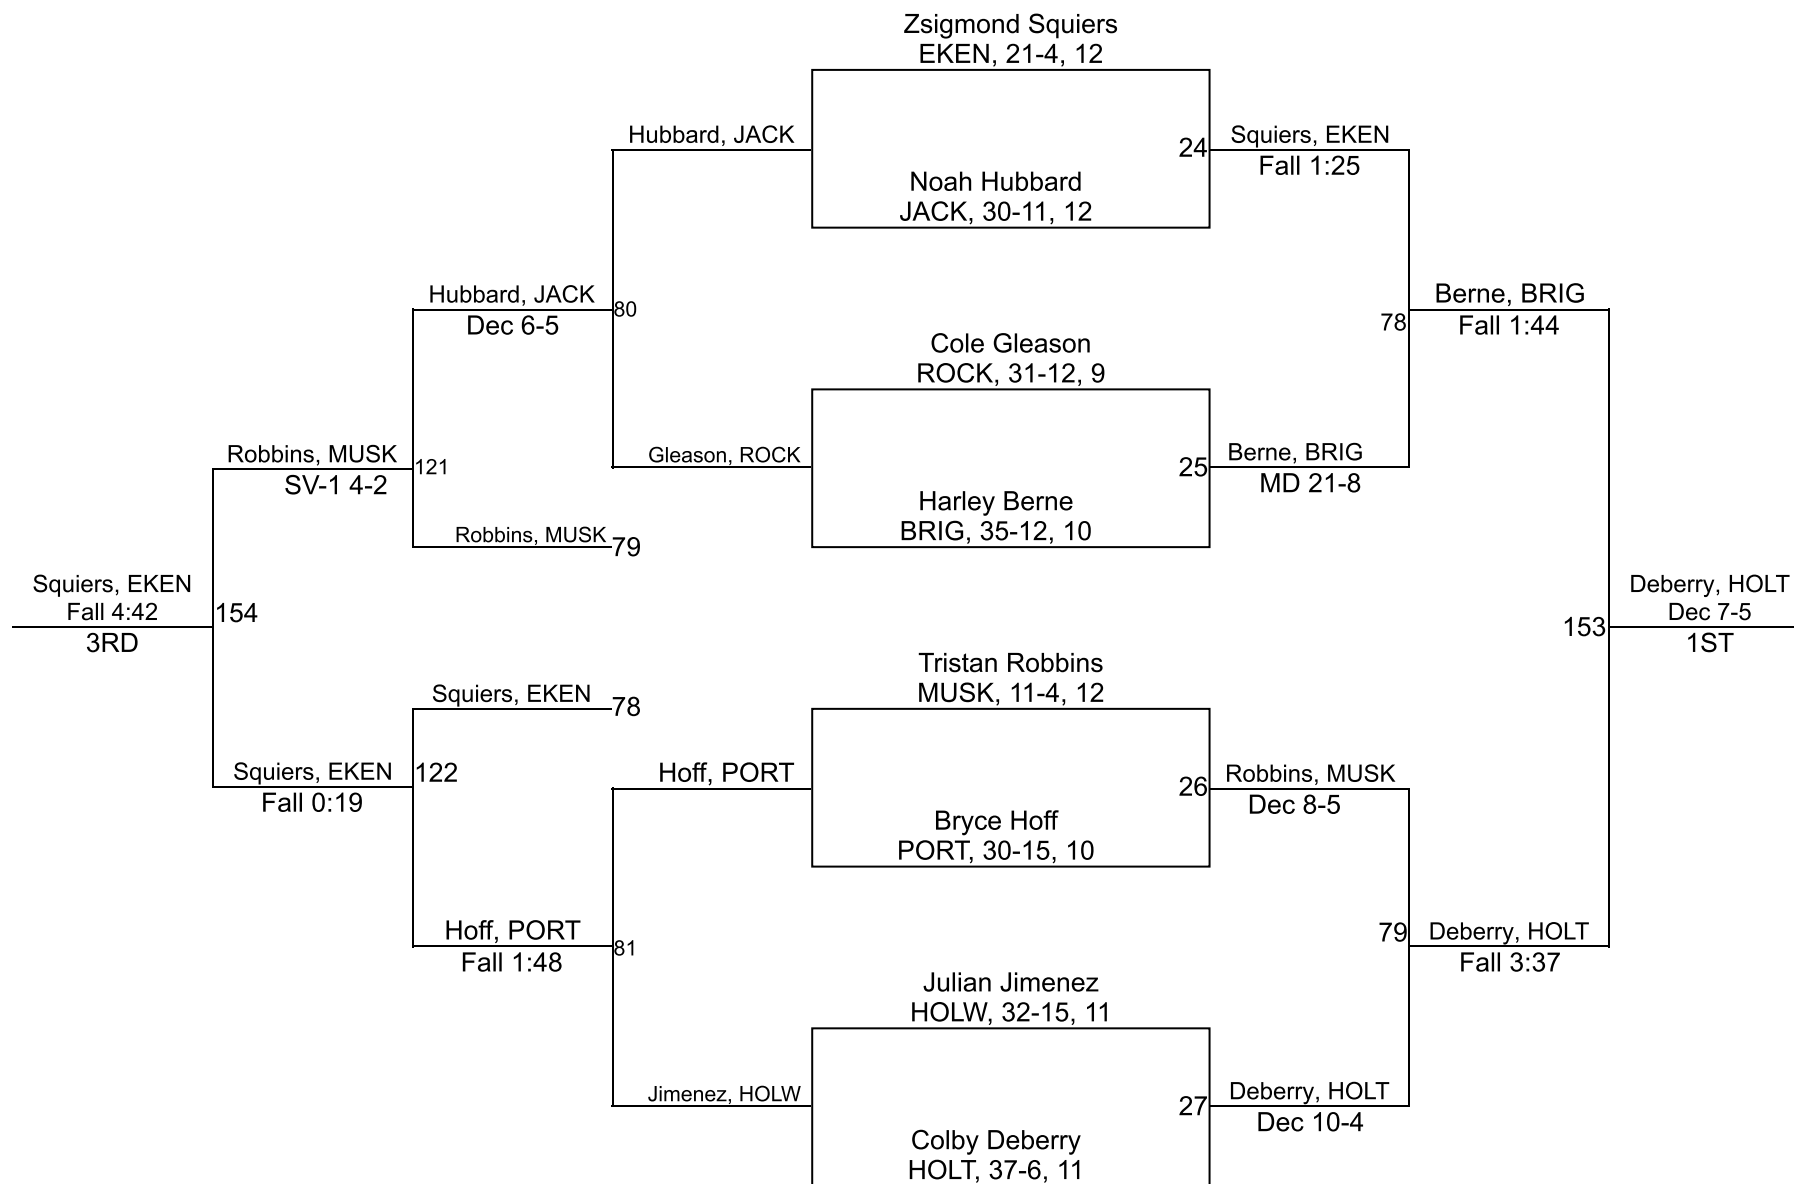 Zsigmond Squiers
EKEN, 21-4, 12
Hubbard, JACK
24
Squiers, EKEN
Fall 1:25
Noah Hubbard
JACK, 30-11, 12
Hubbard, JACK
Dec 6-5
80
Berne, BRIG
78
Fall 1:44
Cole Gleason
ROCK, 31-12, 9
Robbins, MUSK
SV-1 4-2
121
Gleason, ROCK
25
Berne, BRIG
MD 21-8
Harley Berne
BRIG, 35-12, 10
Robbins, MUSK
79
Squiers, EKEN
Fall 4:42
3RD
154
153
Deberry, HOLT
Dec 7-5
1ST
Tristan Robbins
MUSK, 11-4, 12
Squiers, EKEN
78
Squiers, EKEN
Fall 0:19
122
Hoff, PORT
26
Robbins, MUSK
Dec 8-5
Bryce Hoff
PORT, 30-15, 10
Hoff, PORT
Fall 1:48
81
79
Deberry, HOLT
Fall 3:37
Julian Jimenez
HOLW, 32-15, 11
Jimenez, HOLW
27
Deberry, HOLT
Dec 10-4
Colby Deberry
HOLT, 37-6, 11